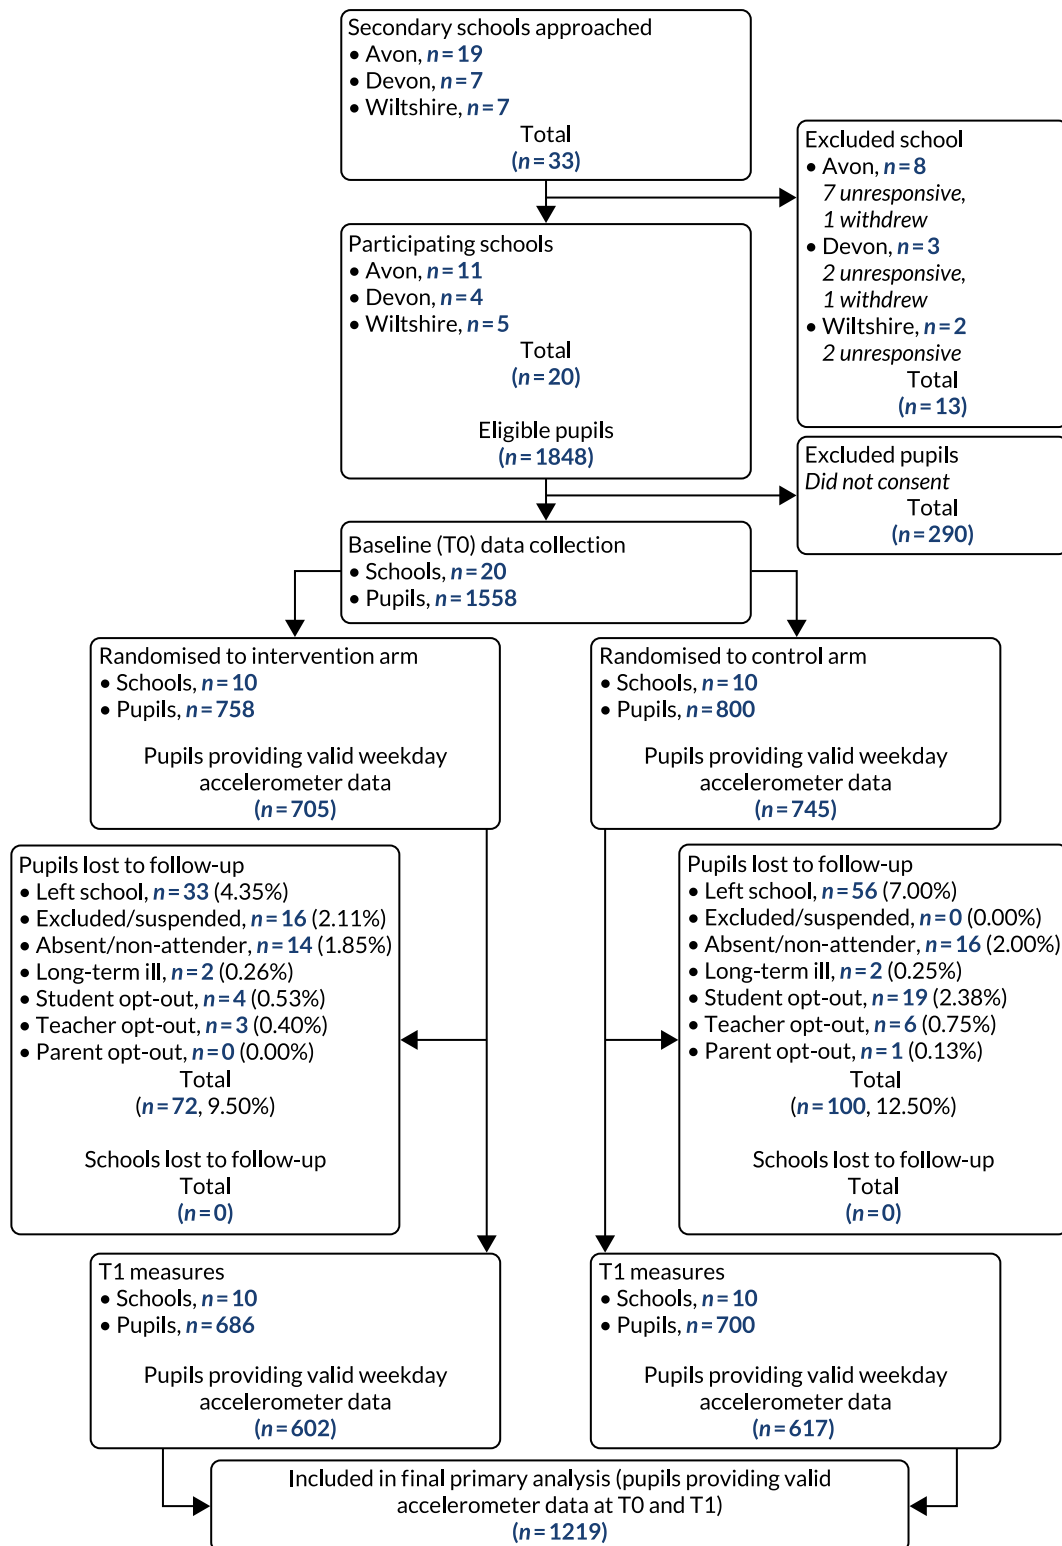 Secondary schools approached
• Avon, n=19
• Devon, n=7
• Wiltshire, n=7
Total
(n=33)
Excluded school
• Avon, n=8
7 unresponsive,
1 withdrew
• Devon, n=3
2 unresponsive,
1 withdrew
• Wiltshire, n=2
2 unresponsive
Total
(n=13)
Participating schools
• Avon, n=11
• Devon, n=4
• Wiltshire, n=5
Total
(n=20)
Eligible pupils
(n=1848)
Excluded pupils
Did not consent
Total
(n=290)
Baseline (T0) data collection
• Schools, n=20
• Pupils, n=1558
Randomised to intervention arm
• Schools, n=10
• Pupils, n=758
Pupils providing valid weekday
accelerometer data
(n=705)
Randomised to control arm
• Schools, n=10
• Pupils, n=800
Pupils providing valid weekday
accelerometer data
(n=745)
Pupils lost to follow-up
• Left school, n=33 (4.35%)
• Excluded/suspended, n=16 (2.11%)
• Absent/non-attender, n=14 (1.85%)
• Long-term ill, n=2 (0.26%)
• Student opt-out, n=4 (0.53%)
• Teacher opt-out, n=3 (0.40%)
• Parent opt-out, n=0 (0.00%)
Total
(n=72, 9.50%)
Schools lost to follow-up
Total
(n=0)
Pupils lost to follow-up
• Left school, n=56 (7.00%)
• Excluded/suspended, n=0 (0.00%)
• Absent/non-attender, n=16 (2.00%)
• Long-term ill, n=2 (0.25%)
• Student opt-out, n=19 (2.38%)
• Teacher opt-out, n=6 (0.75%)
• Parent opt-out, n=1 (0.13%)
Total
(n=100, 12.50%)
Schools lost to follow-up
Total
(n=0)
T1 measures
• Schools, n=10
• Pupils, n=686
Pupils providing valid weekday
accelerometer data
(n=602)
T1 measures
• Schools, n=10
• Pupils, n=700
Pupils providing valid weekday
accelerometer data
(n=617)
Included in final primary analysis (pupils providing valid
accelerometer data at T0 and T1)
(n=1219)